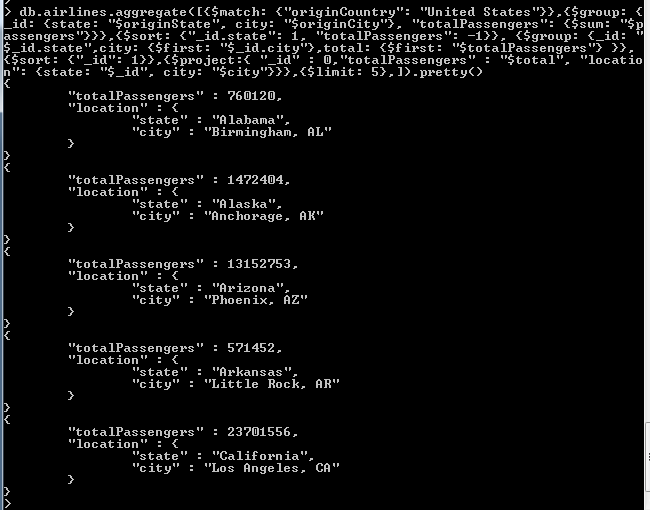 > db.airlines.aggregate([{$match: {"originCountry": "United States"}},{$group: {
_id: {state: "$originState", city: "$originCity"}, "totalPassengers": {$sum: "$p
assengers"}}},{$sort: {"_id.state": 1, "totalPassengers": -1}}, {$group: {_id: "
$_id.state",city: {$first: "$_id.city"},total: {$first: "$totalPassengers"} }},
{$sort: {"_id": 1}},{$project:{ "_id" : 0,"totalPassengers" : "$total", "locatio
n": {state: "$_id", city: "$city"}}},{$limit: 5},]).pretty()
{
"totalPassengers" : 760120,
"location" : {
"state" : "Alabama",
"city" : "Birmingham, AL"
}
}
{
"totalPassengers" : 1472404,
"location" : {
"state" : "Alaska",
"city" : "Anchorage, AK"
}
}
{
"totalPassengers" : 13152753,
"location" : {
"state" : "Arizona",
"city" : "Phoenix, AZ"
}
}
{
"totalPassengers" : 571452,
"location" : {
"state" : "Arkansas",
"city" : "Little Rock, AR"
}
}
{
"totalPassengers" : 23701556,
"location" : {
"state" : "California",
"city" : "Los Angeles, CA"
}
}
>